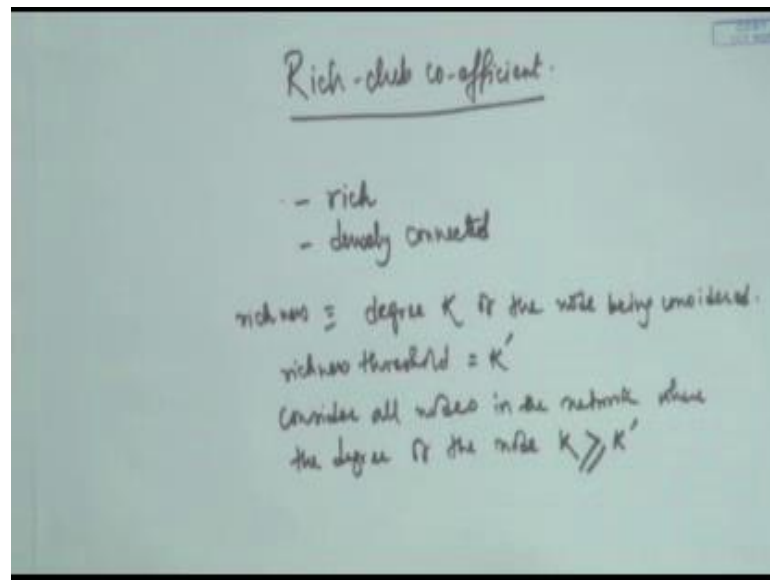 Rich-club co-efficient.
- rich
- densely connected
richness = degree K of the node being considered.
richness threshold = K'
consider all nodes in the network where
the degree of the node K ≥ K'